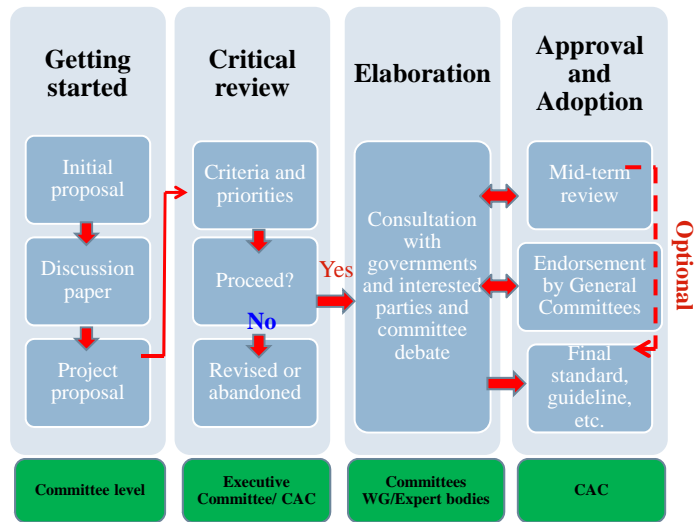 Getting
started
Initial
proposal
Discussion
paper
Project
proposal
Committee level
Critical
review
Criteria and
priorities
Proceed?
Yes
No
Revised or
abandoned
Executive
Committee/ CAC
Elaboration
Consultation
with
governments
and interested
parties and
committee
debate
Committees
WG/Expert bodies
Approval
and
Adoption
Mid-term
review
Endorsement
by General
Committees
Final
standard,
guideline,
etc.
Optional
CAC